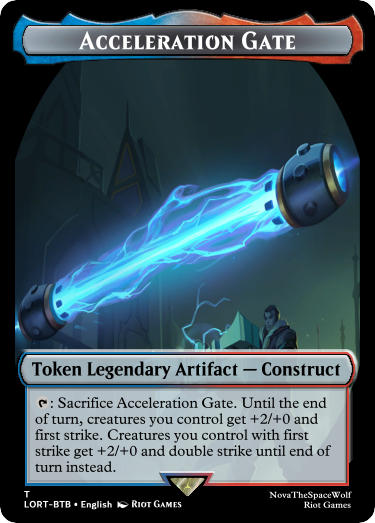 ACCELERATION GATE
Token Legendary Artifact — Construct
: Sacrifice Acceleration Gate. Until the end
of turn, creatures you control get +2/+0 and
first strike. Creatures you control with first
strike get +2/+0 and double strike until end of
turn instead.
T
LORT-BTB • English RIOT GAMES
NovaTheSpaceWolf
Riot Games